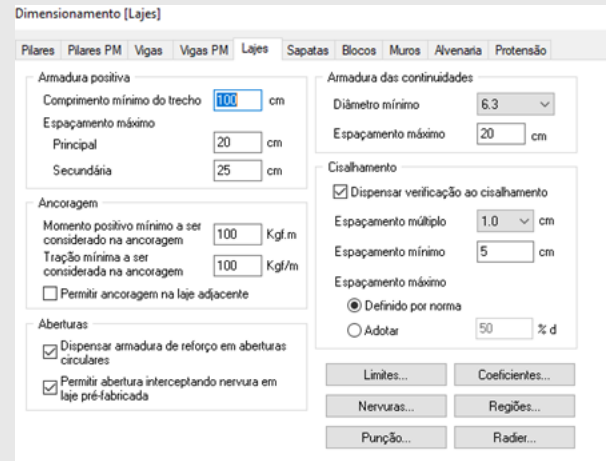 Dimensionamento [Lajes]
Pilares Pilares PM Vigas Vigas PM Lajes Sapatas Blocos Muros Alvenaria Protensão
Armadura positiva
Comprimento mínimo do trecho 100 cm
Espaçamento máximo
Principal 20 cm
Secundária 25 cm
Ancoragem
Momento positivo mínimo a ser
considerado na ancoragem 100 Kgf.m
Tração mínima a ser
considerada na ancoragem 100 Kgf/m
Permitir ancoragem na laje adjacente
Aberturas
Dispensar armadura de reforço em aberturas
circulares
Permitir abertura interceptando nervura em
laje pré-fabricada
Armadura das continuidades
Diâmetro mínimo 6.3
Espaçamento máximo 20 cm
Cisalhamento
Dispensar verificação ao cisalhamento
Espaçamento múltiplo 1.0 cm
Espaçamento mínimo 5 cm
Espaçamento máximo
Definido por norma
Adotar 50 % d
Limites... Coeficientes...
Nervuras... Regiões...
Punção... Radier...